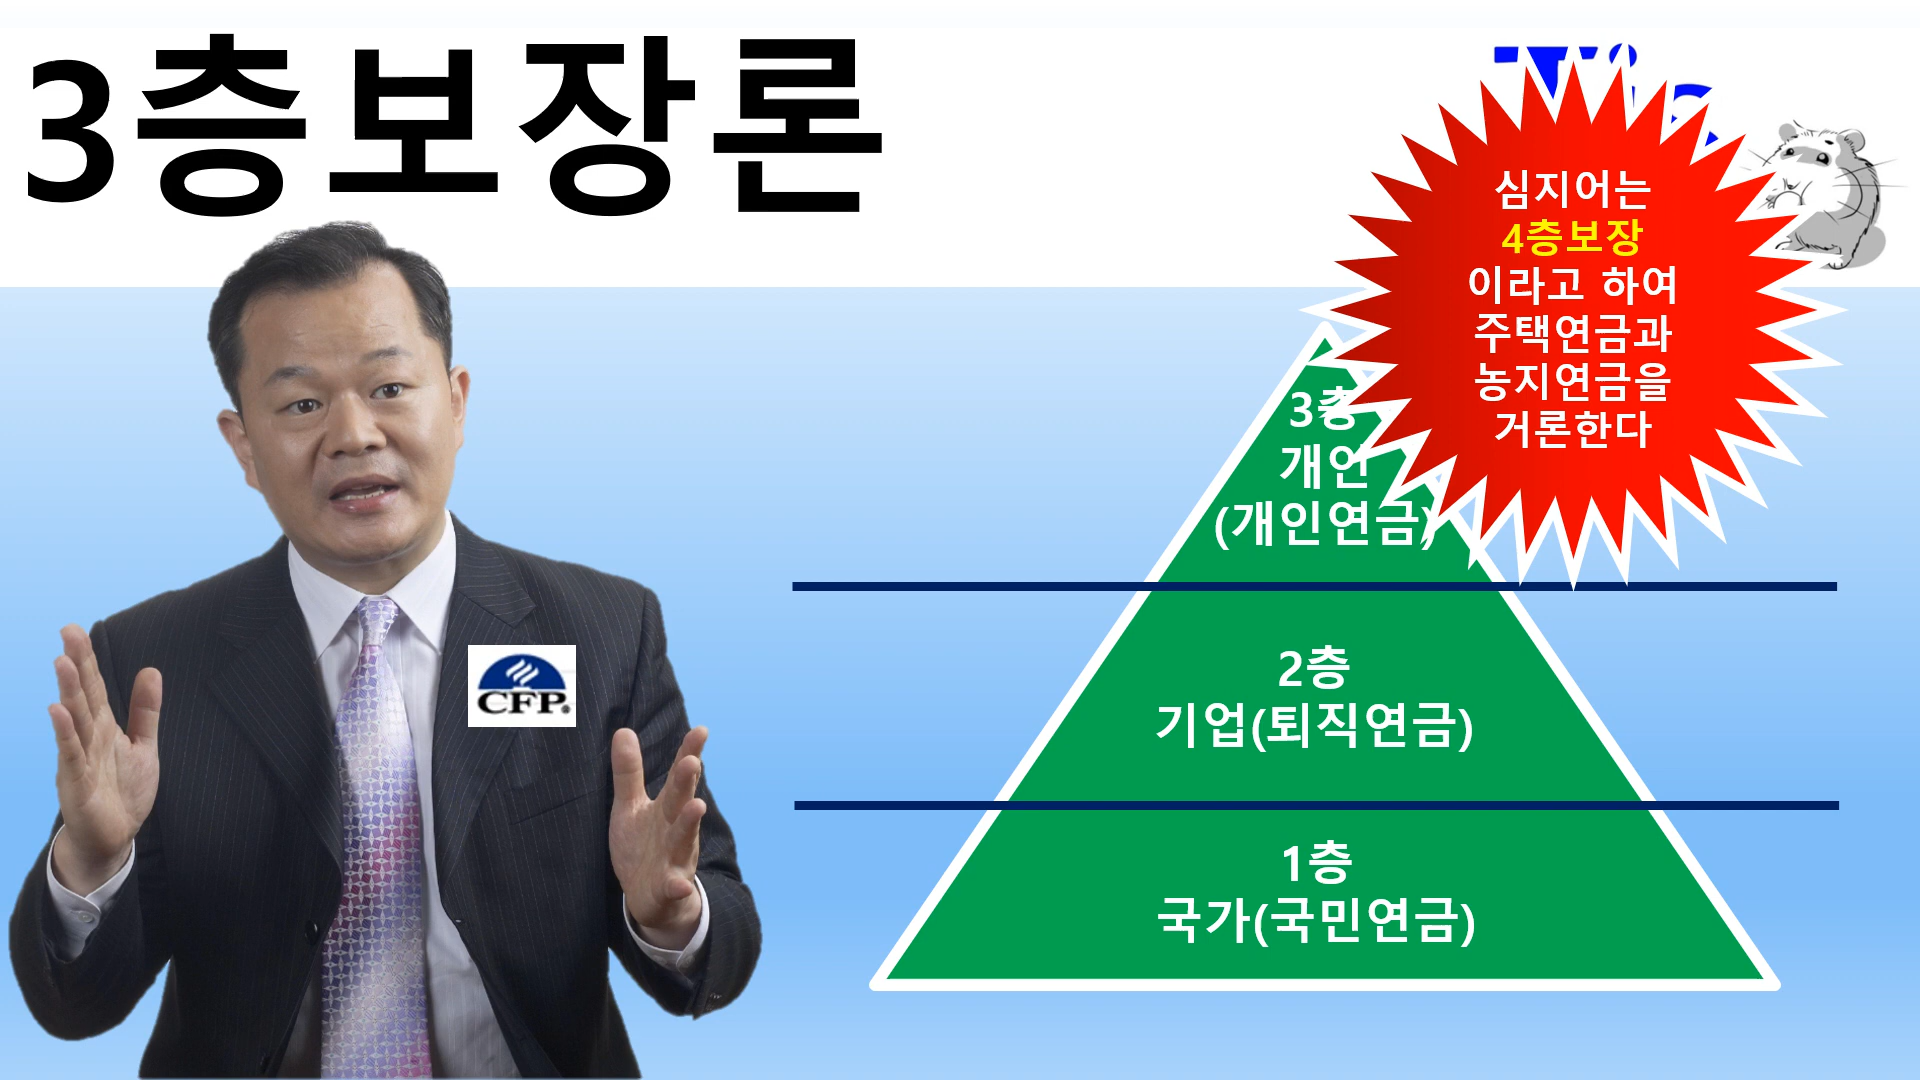 3층보장론
심지어는
4층보장
이라고 하여
주택연금과
농지연금을
거론한다
3층
개인
(개인연금)
2층
기업(퇴직연금)
1층
국가(국민연금)
CFP®